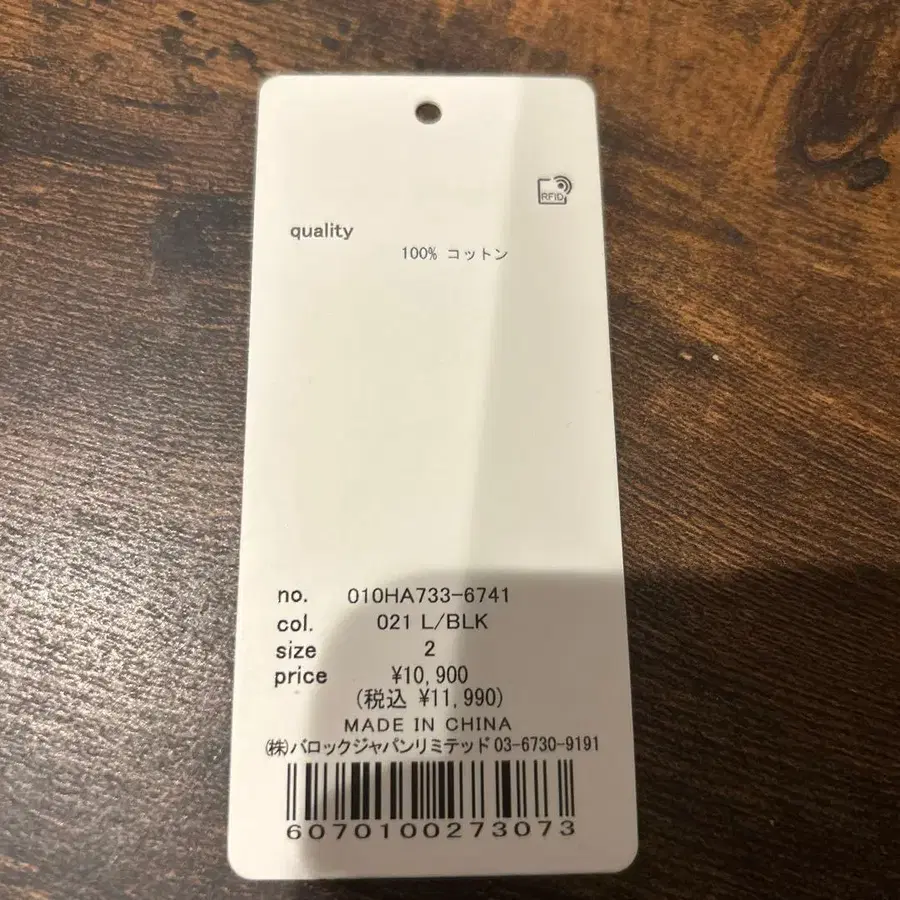 RFID
quality
100% コットン
no. 010HA733-6741
col. 021 L/BLK
size 2
price ¥10,900
(税込 ¥11,990)
MADE IN CHINA
㈱バロックジャパンリミテッド 03-6730-9191
6070100273073